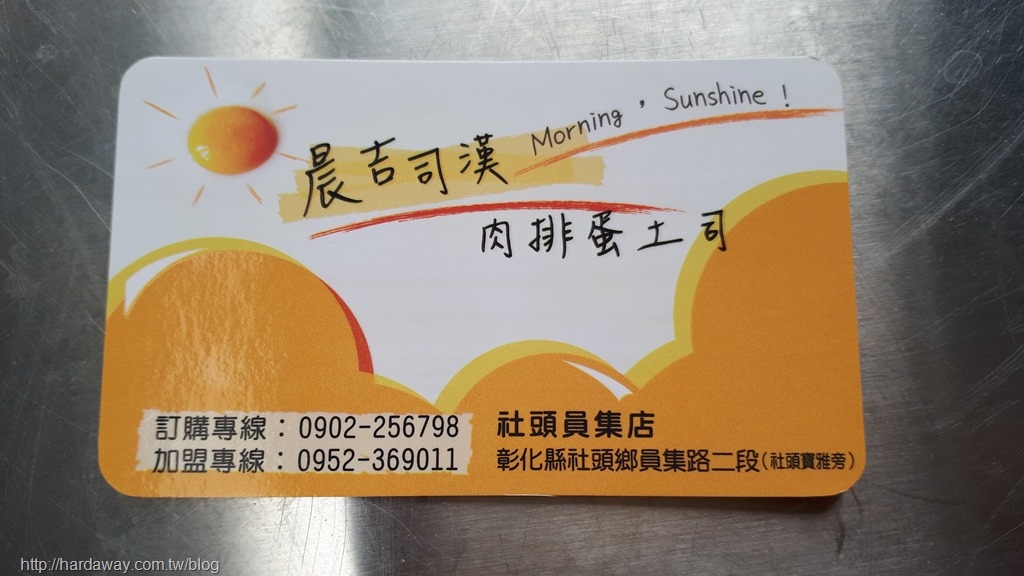 Morning , Sunshine !
晨吉司漢
肉排蛋土司
訂購專線：0902-256798
加盟專線：0952-369011
社頭員集店
彰化縣社頭鄉員集路二段(社頭寶雅旁)
http://hardaway.com.tw/blog